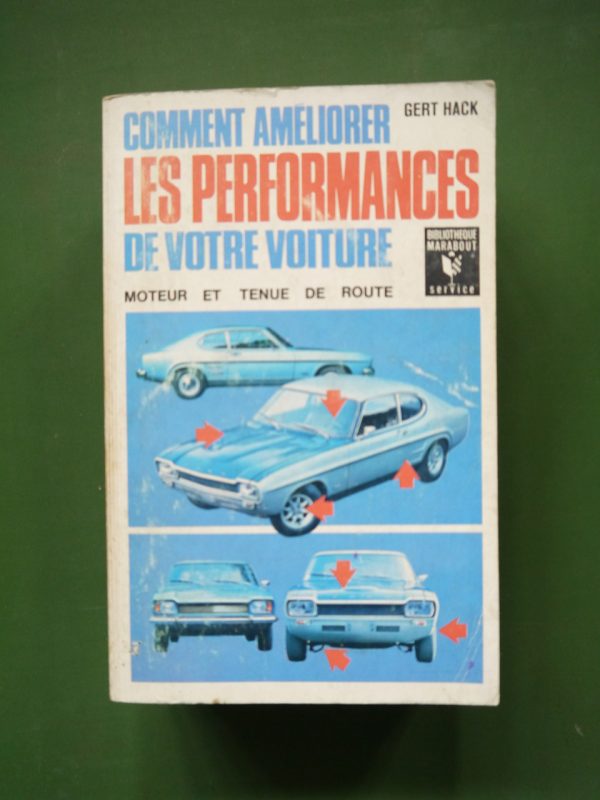 COMMENT AMÉLIORER
GERT HACK
LES PERFORMANCES
DE VOTRE VOITURE
BIBLIOTHEQUE
MARABOUT
service
MOTEUR ET TENUE DE ROUTE